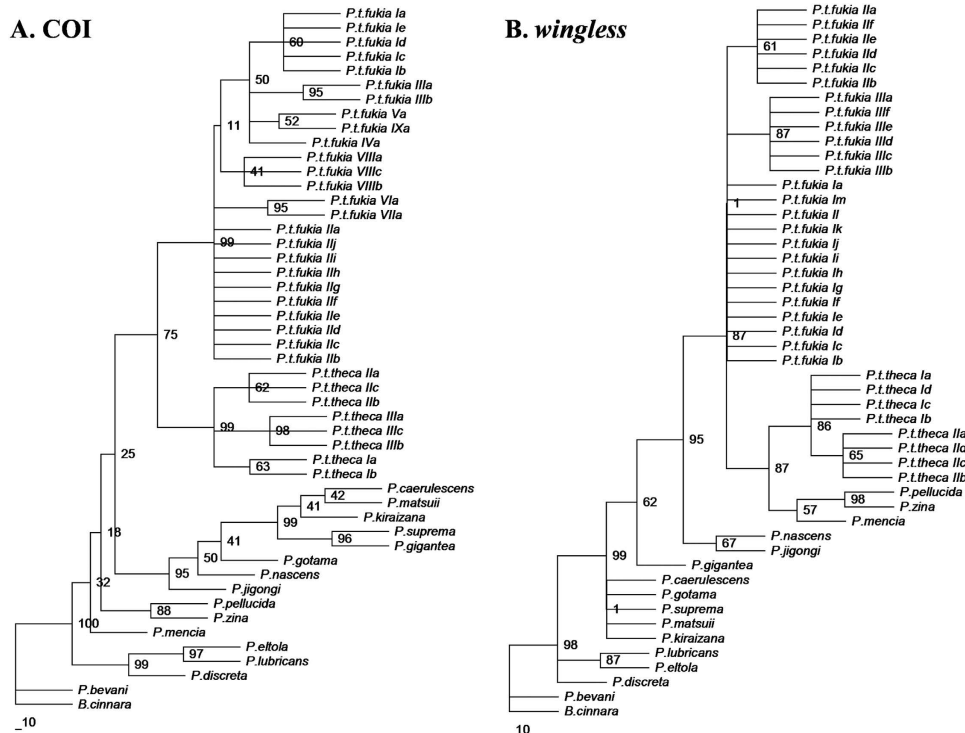 A. COI
P.t.fukia Ia
P.t.fukia Ie
60
P.t.fukia Id
P.t.fukia Ic
P.t.fukia Ib
50
95
P.t.fukia IIIa
P.t.fukia IIIb
11
52
P.t.fukia Va
P.t.fukia IXa
P.t.fukia IVa
P.t.fukia VIIIa
41
P.t.fukia VIIIc
P.t.fukia VIIIb
95
P.t.fukia VIa
P.t.fukia VIIa
P.t.fukia IIa
99
P.t.fukia IIj
P.t.fukia IIi
P.t.fukia IIh
P.t.fukia IIg
P.t.fukia IIf
P.t.fukia IIe
P.t.fukia IId
P.t.fukia IIc
P.t.fukia IIb
75
P.t.theca IIa
62
P.t.theca IIc
P.t.theca IIb
99
P.t.theca IIIa
98
P.t.theca IIIc
P.t.theca IIIb
63
P.t.theca Ia
P.t.theca Ib
25
42
P.caerulescens
P.matsuii
41
P.kiraizana
99
96
P.suprema
P.gigantea
18
41
P.gotama
50
P.nascens
95
P.jigongi
32
88
P.pellucida
P.zina
100
P.mencia
97
P.eltola
P.lubricans
99
P.discreta
P.bevani
B.cinnara
_10
B. wingless
P.t.fukia IIa
P.t.fukia IIf
P.t.fukia IIe
61
P.t.fukia IId
P.t.fukia IIc
P.t.fukia IIb
P.t.fukia IIIa
P.t.fukia IIIf
P.t.fukia IIIe
87
P.t.fukia IIId
P.t.fukia IIIc
P.t.fukia IIIb
P.t.fukia Ia
1
P.t.fukia Im
P.t.fukia Il
P.t.fukia Ik
P.t.fukia Ij
P.t.fukia Ii
P.t.fukia Ih
P.t.fukia Ig
P.t.fukia If
P.t.fukia Ie
87
P.t.fukia Id
P.t.fukia Ic
P.t.fukia Ib
P.t.theca Ia
P.t.theca Id
P.t.theca Ic
86
P.t.theca Ib
P.t.theca IIa
65
P.t.theca IId
P.t.theca IIc
P.t.theca IIb
95
87
98
P.pellucida
P.zina
57
P.mencia
62
67
P.nascens
P.jigongi
99
P.gigantea
P.caerulescens
P.gotama
1
P.suprema
P.matsuii
P.kiraizana
98
87
P.lubricans
P.eltola
P.discreta
P.bevani
B.cinnara
10